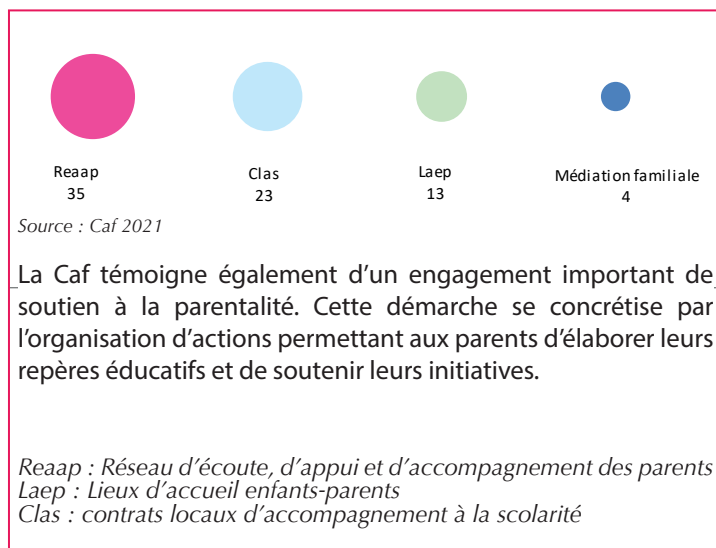 Reaap Clas Laep Médiation familiale
35 23 13 4
Source : Caf 2021
La Caf témoigne également d’un engagement important de
soutien à la parentalité. Cette démarche se concrétise par
l’organisation d’actions permettant aux parents d’élaborer leurs
repères éducatifs et de soutenir leurs initiatives.
Reaap : Réseau d’écoute, d’appui et d’accompagnement des parents
Laep : Lieux d’accueil enfants-parents
Clas : contrats locaux d’accompagnement à la scolarité